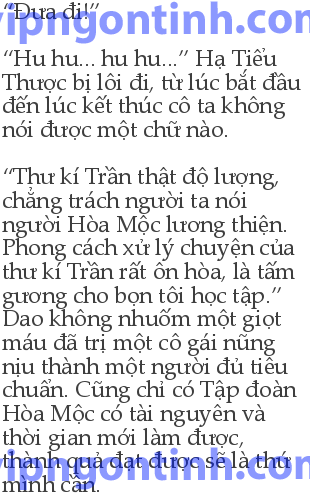 “Đưa đi!”
vipngontinh.com
“Hu hu... hu hu...” Hạ Tiểu
Thược bị lôi đi, từ lúc bắt đầu
đến lúc kết thúc cô ta không
nói được một chữ nào.
“Thư kí Trần thật độ lượng,
chẳng trách người ta nói
người Hòa Mộc lương thiện.
Phong cách xử lý chuyện của
thư kí Trần rất ôn hòa, là tấm
gương cho bọn tôi học tập.”
Dao không nhuốm một giọt
máu đã trị một cô gái nũng
nịu thành một người đủ tiêu
chuẩn. Cũng chỉ có Tập đoàn
Hòa Mộc có tài nguyên và
thời gian mới làm được,
thành quả đạt được sẽ là thứ
vipngontinh.com
mình cần.